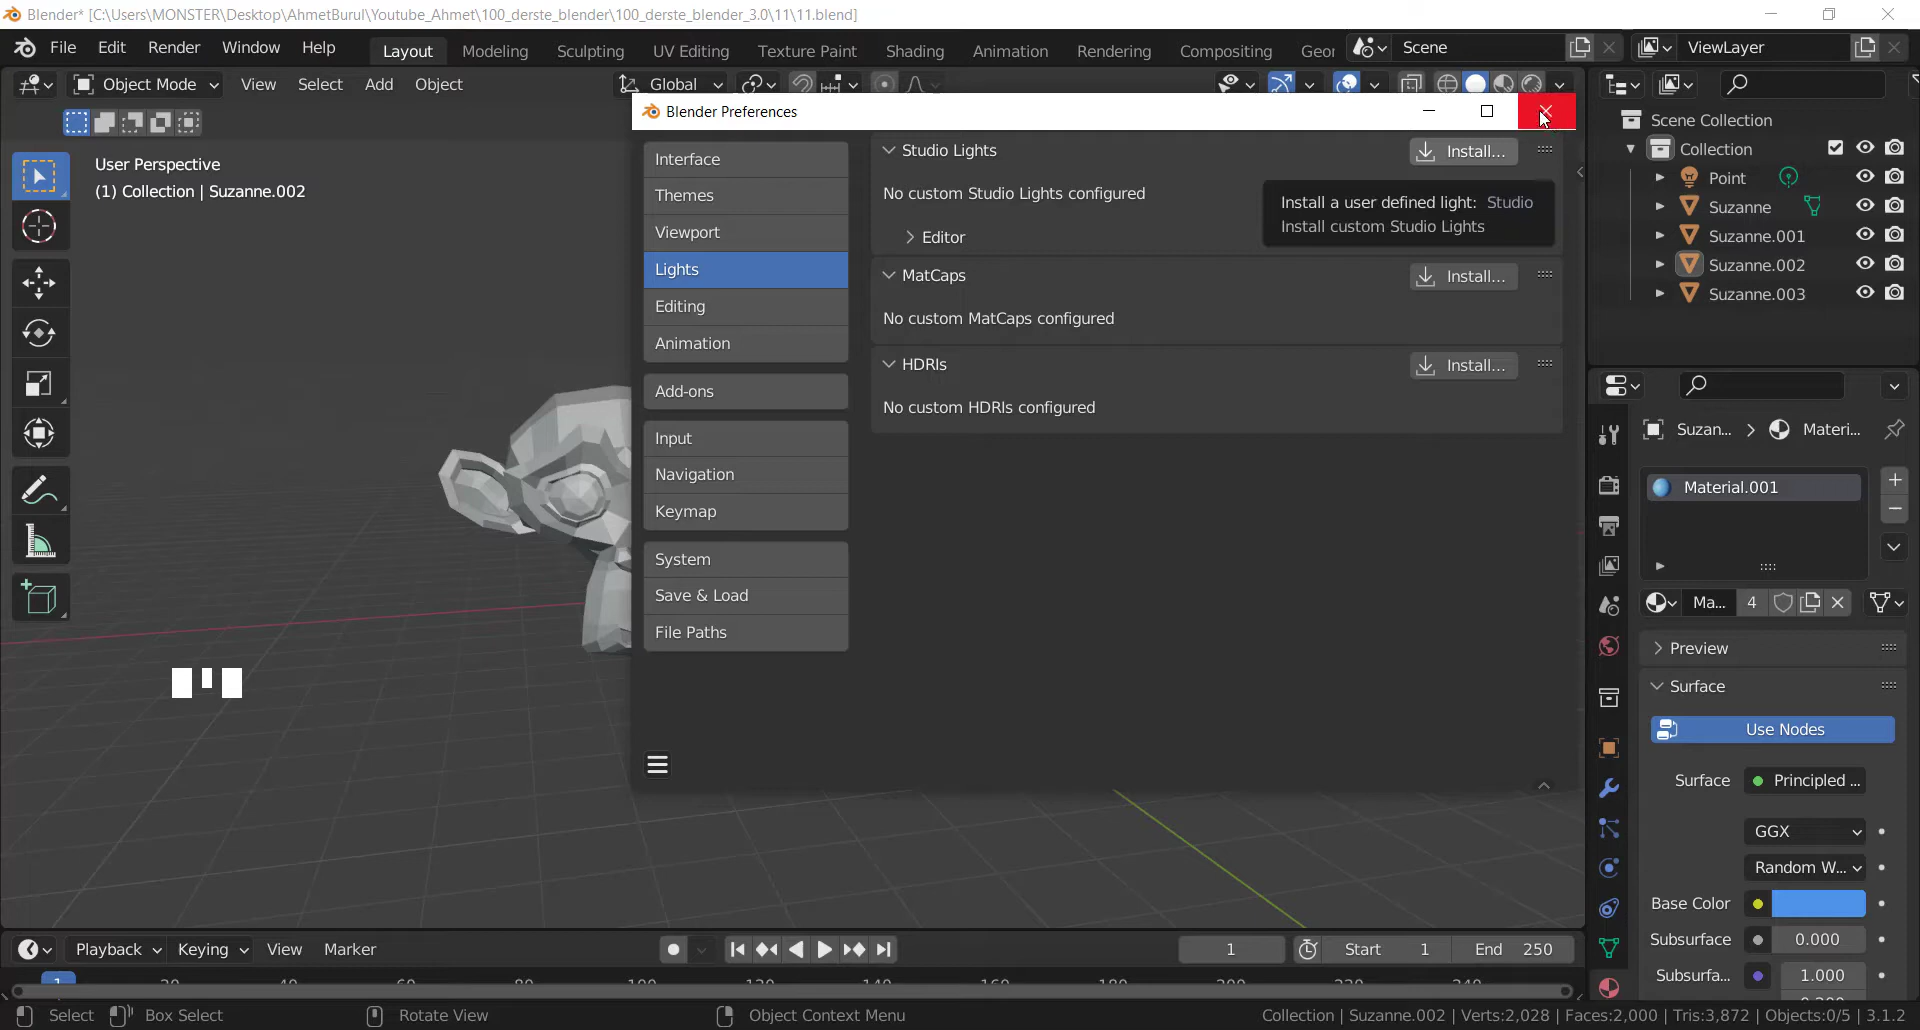 Blender* [C:\Users\MONSTER\Desktop\AhmetBurul\Youtube_Ahmet\100_derste_blender\100_derste_blender_3.0\11\11.blend]
File Edit Render Window Help
Layout Modeling Sculpting UV Editing Texture Paint Shading Animation Rendering Compositing Geor
Scene
ViewLayer
Object Mode View Select Add Object
Global
User Perspective
(1) Collection | Suzanne.002
Blender Preferences
Interface
Themes
Viewport
Lights
Editing
Animation
Add-ons
Input
Navigation
Keymap
System
Save & Load
File Paths
Studio Lights Install...
No custom Studio Lights configured
Editor
Install a user defined light: Studio
Install custom Studio Lights
MatCaps Install...
No custom MatCaps configured
HDRIs Install...
No custom HDRIs configured
Scene Collection
Collection
Point
Suzanne
Suzanne.001
Suzanne.002
Suzanne.003
Suzan... Materi...
Material.001
Ma... 4
Preview
Surface
Use Nodes
Surface Principled ...
GGX
Random W...
Base Color
Subsurface 0.000
Subsurfa... 1.000
Playback Keying View Marker
1 Start 1 End 250
1
Select Box Select Rotate View Object Context Menu
Collection | Suzanne.002 | Verts:2,028 | Faces:2,000 | Tris:3,872 | Objects:0/5 | 3.1.2